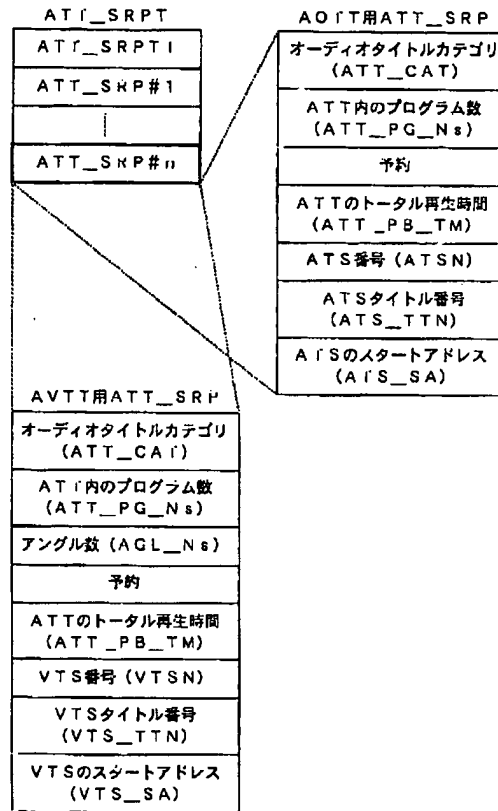 ATT_SRPT
ATT_SRPTI
ATT_SRP#1
ATT_SRP#n
AOTT用ATT_SRP
オーディオタイトルカテゴリ
(ATT_CAT)
ATT内のプログラム数
(ATT_PG_Ns)
予約
ATTのトータル再生時間
(ATT_PB_TM)
ATS番号 (ATSN)
ATSタイトル番号
(ATS_TTN)
ATSのスタートアドレス
(ATS_SA)
AVTT用ATT_SRP
オーディオタイトルカテゴリ
(ATT_CAT)
ATT内のプログラム数
(ATT_PG_Ns)
アングル数 (AGL_Ns)
予約
ATTのトータル再生時間
(ATT_PB_TM)
VTS番号 (VTSN)
VTSタイトル番号
(VTS_TTN)
VTSのスタートアドレス
(VTS_SA)